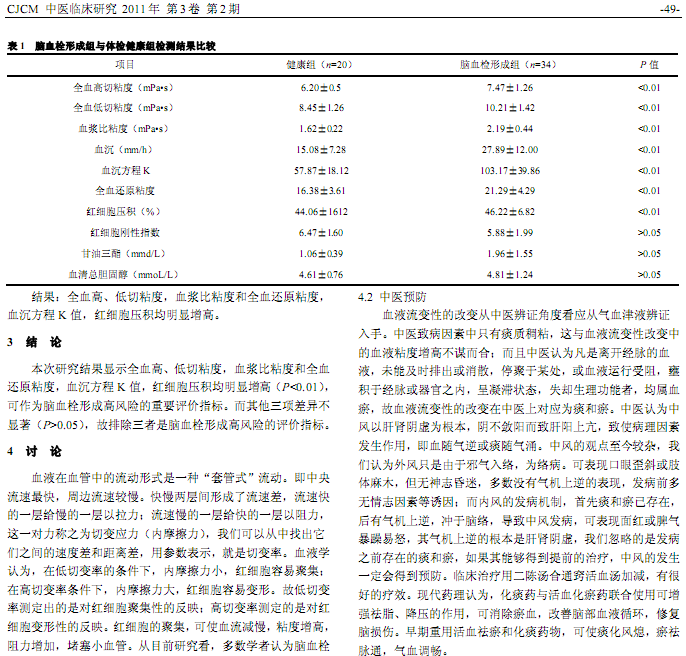 CJCM 中医临床研究 2011 年 第 3 卷 第 2 期 -49-
表 1 脑血栓形成组与体检健康组检测结果比较
项目 健康组（n=20） 脑血栓形成组（n=34） P 值
全血高切粘度（mPa•s） 6.20±0.5 7.47±1.26 <0.01
全血低切粘度（mPa•s） 8.45±1.26 10.21±1.42 <0.01
血浆比粘度（mPa•s） 1.62±0.22 2.19±0.44 <0.01
血沉（mm/h） 15.08±7.28 27.89±12.00 <0.01
血沉方程 K 57.87±18.12 103.17±39.86 <0.01
全血还原粘度 16.38±3.61 21.29±4.29 <0.01
红细胞压积（%） 44.06±1612 46.22±6.82 <0.01
红细胞刚性指数 6.47±1.60 5.88±1.99 >0.05
甘油三酯（mmd/L） 1.06±0.39 1.96±1.55 >0.05
血清总胆固醇（mmoL/L） 4.61±0.76 4.81±1.24 >0.05
结果：全血高、低切粘度，血浆比粘度和全血还原粘度，
血沉方程 K 值，红细胞压积均明显增高。
3 结 论
本次研究结果显示全血高、低切粘度，血浆比粘度和全血
还原粘度，血沉方程 K 值，红细胞压积明显增高（P<0.01），
可作为脑血栓形成高风险的重要评价指标。而其他三项差异不
显著（P>0.05），故排除三者是脑血栓形成高风险的评价指标。
4 讨 论
血液在血管中的流动形式是一种“套管式”流动。即中央
流速最快，周边流速较慢。快慢两层间形成了流速差，流速快
的一层给慢的一层以拉力；流速慢的一层给快的一层以阻力，
这一对力称之为切变应力（内摩擦力），我们可以从中找出它
们之间的速度差和距离差，用参数表示，就是切变率。血液学
认为，在低切变率的条件下，内摩擦力小，红细胞容易聚集；
在高切变率条件下，内摩擦力大，红细胞容易变形。故低切变
率测定出的是对红细胞聚集性的反映；高切变率测定的是对红
细胞变形性的反映。红细胞的聚集，可使血流减慢，粘度增高，
阻力增加，堵塞小血管。从目前研究看，多数学者认为脑血栓
4.2 中医预防
血液流变性的改变从中医辨证角度看应从气血津液辨证
入手。中医致病因素中只有痰质稠粘，这与血液流变性改变中
的血液粘度增高不谋而合；而且中医认为凡是离开经脉的血
液，未能及时排出或消散，停聚于某处，或血液运行受阻，壅
积于经脉或器官之内，呈凝滞状态，失却生理功能者，均属血
瘀，故血液流变性的改变在中医上对应为痰和瘀。中医认为中
风以肝肾阴虚为根本，阴不敛阳而致肝阳上亢，致使病理因素
发生作用，即血随气逆或痰随气涌。中风的观点至今较杂，我
们认为外风只是由于邪气入络，为络病。可表现口眼歪斜或肢
体麻木，但无神志昏迷，多数没有气机上逆的表现，发病前多
无情志因素等诱因；而内风的发病机制，首先痰和瘀已存在，
后有气机上逆，冲于脑络，导致中风发病，可表现面红或脾气
暴躁易怒，其气机上逆的根本是肝肾阴虚，我们忽略的是发病
之前存在的痰和瘀，如果其能够得到提前的治疗，中风的发生
一定会得到预防。临床治疗用二陈汤合通窍活血汤加减，有很
好的疗效。现代药理认为，化痰药与活血化瘀药联合使用可增
强祛脂、降压的作用，可消除瘀血，改善脑部血液循环，修复
脑损伤。早期重用活血祛瘀和化痰药物，可使痰化风熄，瘀祛
脉通，气血调畅。